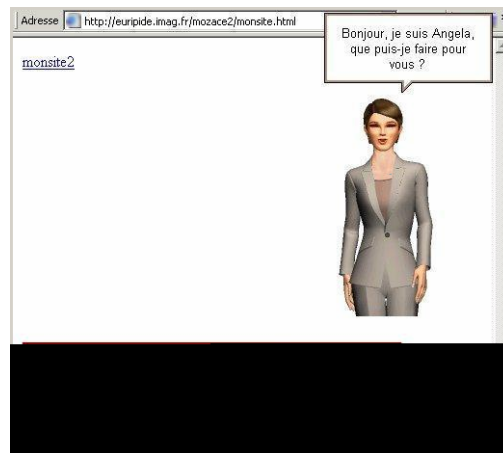 Adresse http://euripide.imag.fr/mozace2/monsite.html
Bonjour, je suis Angela,
que puis-je faire pour
vous ?
monsite2